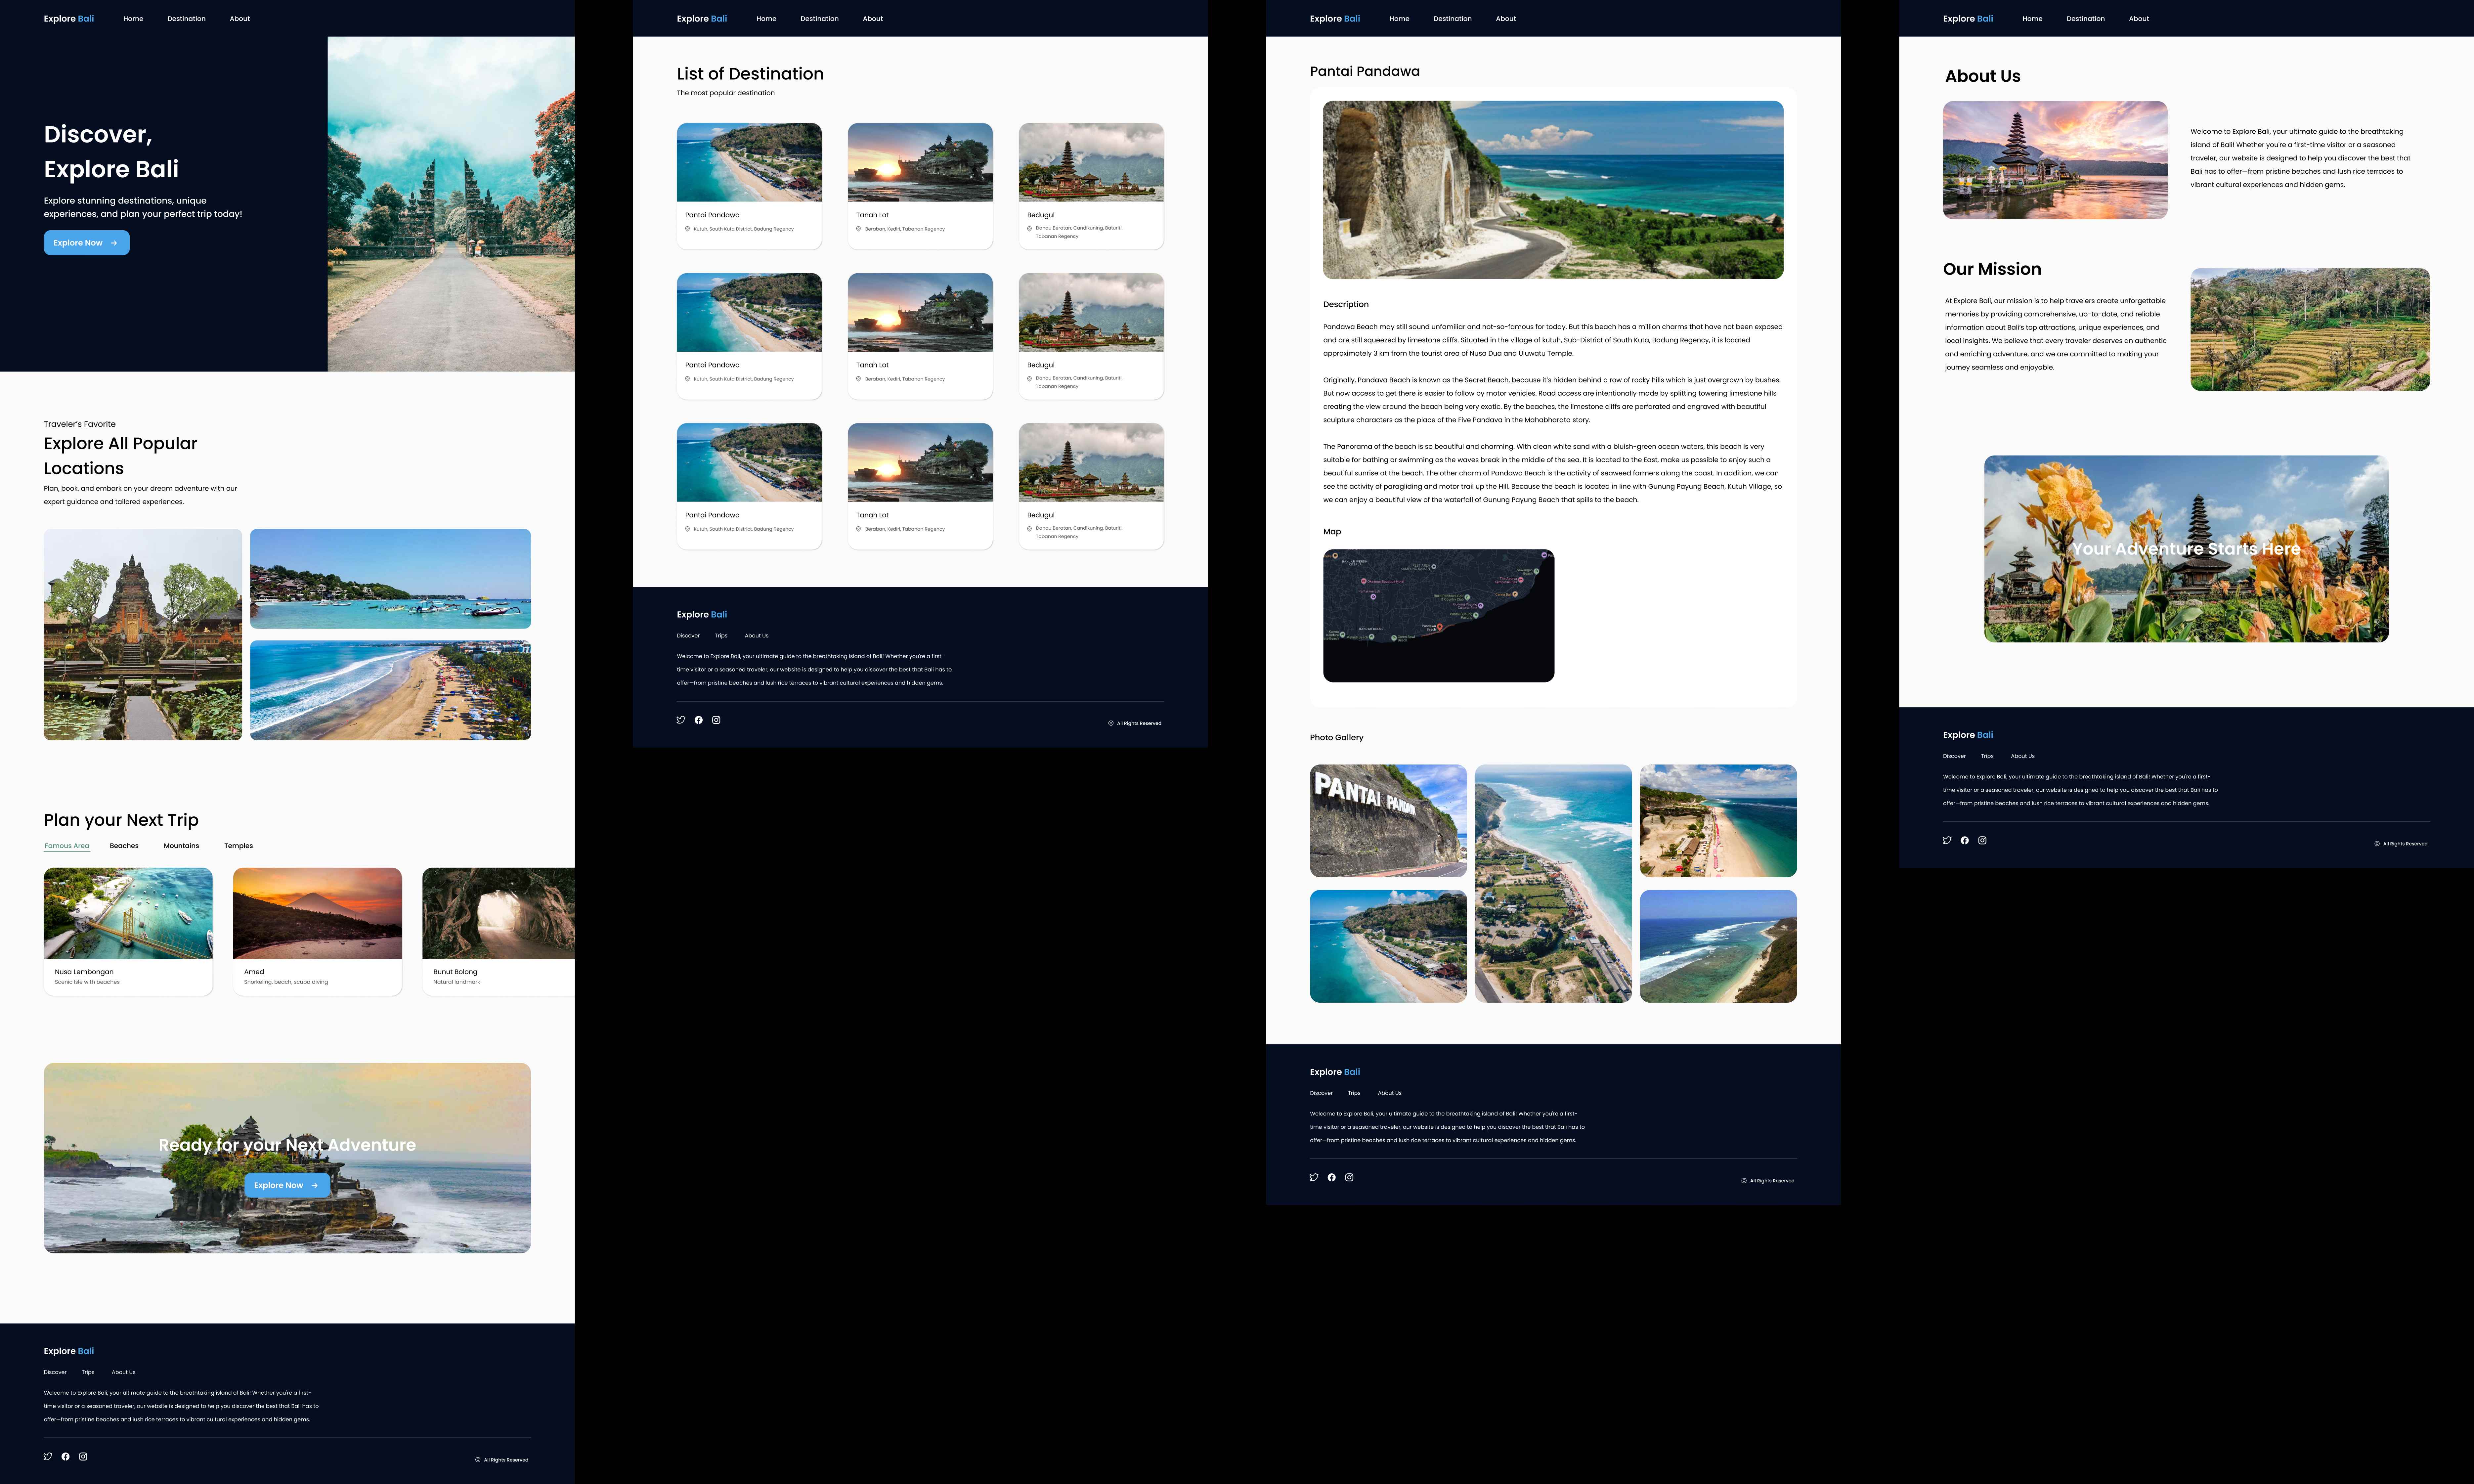 Explore Bali
Home
Destination
About
Discover,
Explore Bali
Explore stunning destinations, unique
experiences, and plan your perfect trip today!
Explore Now
Traveler's Favorite
Explore All Popular
Locations
Plan, book, and embark on your dream adventure with our
expert guidance and tailored experiences.
Plan your Next Trip
Famous Area
Beaches
Mountains
Temples
Nusa Lembongan
Scenic Isle with beaches
Amed
Snorkeling, beach, scuba diving
Bunut Bolong
Natural landmark
Ready for your Next Adventure
Explore Now
Explore Bali
Discover
Trips
About Us
Welcome to Explore Bali, your ultimate guide to the breathtaking island of Bali! Whether you're a first-
time visitor or a seasoned traveler, our website is designed to help you discover the best that Bali has to
offer—from pristine beaches and lush rice terraces to vibrant cultural experiences and hidden gems.
© All Rights Reserved
Explore Bali
Home
Destination
About
List of Destination
The most popular destination
Pantai Pandawa
Kutuh, South Kuta District, Badung Regency
Tanah Lot
Beraban, Kediri, Tabanan Regency
Bedugul
Danau Beratan, Candikuning, Baturiti,
Tabanan Regency
Pantai Pandawa
Kutuh, South Kuta District, Badung Regency
Tanah Lot
Beraban, Kediri, Tabanan Regency
Bedugul
Danau Beratan, Candikuning, Baturiti,
Tabanan Regency
Pantai Pandawa
Kutuh, South Kuta District, Badung Regency
Tanah Lot
Beraban, Kediri, Tabanan Regency
Bedugul
Danau Beratan, Candikuning, Baturiti,
Tabanan Regency
Explore Bali
Discover
Trips
About Us
Welcome to Explore Bali, your ultimate guide to the breathtaking island of Bali! Whether you're a first-
time visitor or a seasoned traveler, our website is designed to help you discover the best that Bali has to
offer—from pristine beaches and lush rice terraces to vibrant cultural experiences and hidden gems.
© All Rights Reserved
Explore Bali
Home
Destination
About
Pantai Pandawa
Description
Pandawa Beach may still sound unfamiliar and not-so-famous for today. But this beach has a million charms that have not been exposed
and are still squeezed by limestone cliffs. Situated in the village of kutuh, Sub-District of South Kuta, Badung Regency, it is located
approximately 3 km from the tourist area of Nusa Dua and Uluwatu Temple.
Originally, Pandava Beach is known as the Secret Beach, because it's hidden behind a row of rocky hills which is just overgrown by bushes.
But now access to get there is easier to follow by motor vehicles. Road access are intentionally made by splitting towering limestone hills
creating the view around the beach being very exotic. By the beaches, the limestone cliffs are perforated and engraved with beautiful
sculpture characters as the place of the Five Pandava in the Mahabharata story.
The Panorama of the beach is so beautiful and charming. With clean white sand with a bluish-green ocean waters, this beach is very
suitable for bathing or swimming as the waves break in the middle of the sea. It is located to the East, make us possible to enjoy such a
beautiful sunrise at the beach. The other charm of Pandawa Beach is the activity of seaweed farmers along the coast. In addition, we can
see the activity of paragliding and motor trail up the Hill. Because the beach is located in line with Gunung Payung Beach, Kutuh Village, so
we can enjoy a beautiful view of the waterfall of Gunung Payung Beach that spills to the beach.
Map
Pandawa
Beach
Photo Gallery
PANTAI
Explore Bali
Discover
Trips
About Us
Welcome to Explore Bali, your ultimate guide to the breathtaking island of Bali! Whether you're a first-
time visitor or a seasoned traveler, our website is designed to help you discover the best that Bali has to
offer—from pristine beaches and lush rice terraces to vibrant cultural experiences and hidden gems.
© All Rights Reserved
Explore Bali
Home
Destination
About
About Us
Welcome to Explore Bali, your ultimate guide to the breathtaking
island of Bali! Whether you're a first-time visitor or a seasoned
traveler, our website is designed to help you discover the best that
Bali has to offer—from pristine beaches and lush rice terraces to
vibrant cultural experiences and hidden gems.
Our Mission
At Explore Bali, our mission is to help travelers create unforgettable
memories by providing comprehensive, up-to-date, and reliable
information about Bali's top attractions, unique experiences, and
local insights. We believe that every traveler deserves an authentic
and enriching adventure, and we are committed to making your
journey seamless and enjoyable.
Your Adventure Starts Here
Explore Bali
Discover
Trips
About Us
Welcome to Explore Bali, your ultimate guide to the breathtaking island of Bali! Whether you're a first-
time visitor or a seasoned traveler, our website is designed to help you discover the best that Bali has to
offer—from pristine beaches and lush rice terraces to vibrant cultural experiences and hidden gems.
© All Rights Reserved